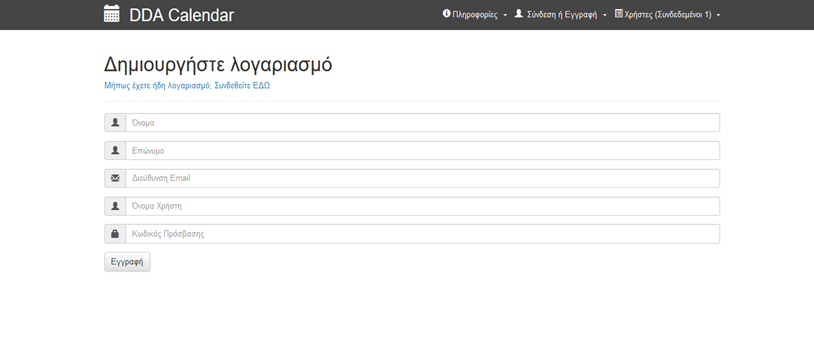 DDA Calendar
Πληροφορίες
Σύνδεση ή Εγγραφή
Χρήστες (Συνδεδεμένοι 1)
Δημιουργήστε λογαριασμό
Μήπως έχετε ήδη λογαριασμό; Συνδεθείτε ΕΔΩ
Όνομα
Επώνυμο
Διεύθυνση Email
Όνομα Χρήστη
Κωδικός Πρόσβασης
Εγγραφή